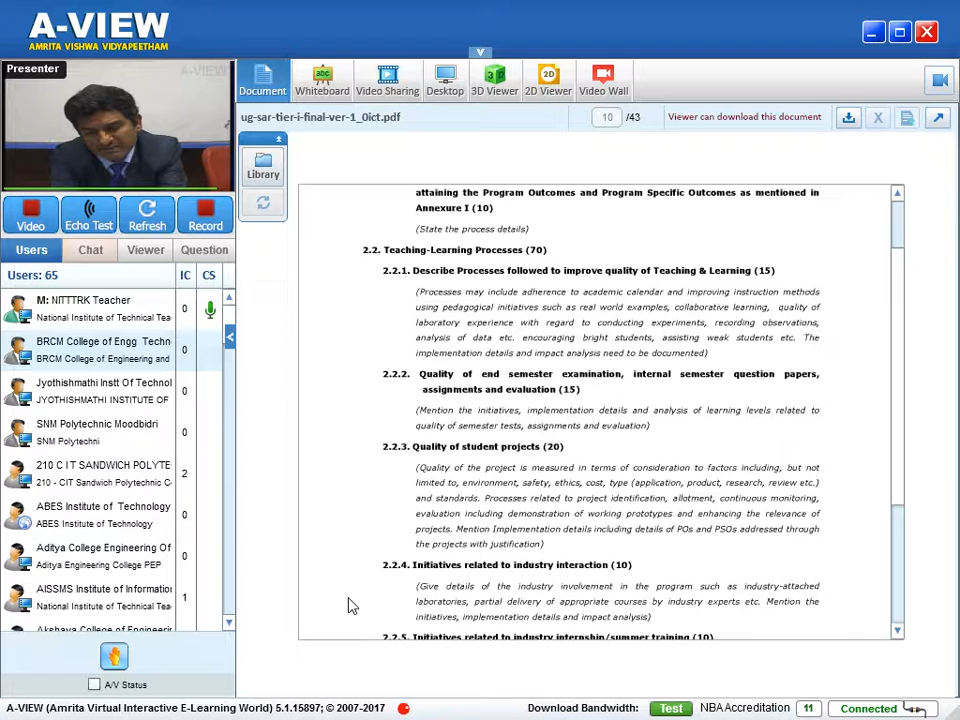 A-VIEW
AMRITA VISHWA VIDYAPEETHAM
Presenter
A-VIEW
Document
Whiteboard
abc
Video Sharing
Desktop
3D
3D Viewer
2D
2D Viewer
Video Wall
ug-sar-tier-i-final-ver-1_0ict.pdf
10 /43
Viewer can download this document
Library
Video
Echo Test
Refresh
Record
Users
Chat
Viewer
Question
Users: 65
IC
CS
M: NITTTRK Teacher
National Institute of Technical Tea
0
BRCM College of Engg Techn
BRCM College of Engineering and
0
Jyothishmathi Instt Of Technol
JYOTHISHMATHI INSTITUTE OF
0
SNM Polytechnic Moodbidri
SNM Polytechni
0
210 C I T SANDWICH POLYTE
210 - CIT Sandwich Polytechnic C
2
ABES Institute of Technology
ABES Institute of Technology
0
Aditya College Engineering Of
Aditya Engineering College PEP
0
AISSMS Institute of Informatio
National Institute of Technical Tea
1
Akshaya College of Engineeri
A/V Status
attaining the Program Outcomes and Program Specific Outcomes as mentioned in
Annexure I (10)
(State the process details)
2.2. Teaching-Learning Processes (70)
2.2.1. Describe Processes followed to improve quality of Teaching & Learning (15)
(Processes may include adherence to academic calendar and improving instruction methods
using pedagogical initiatives such as real world examples, collaborative learning, quality of
laboratory experience with regard to conducting experiments, recording observations,
analysis of data etc. encouraging bright students, assisting weak students etc. The
implementation details and impact analysis need to be documented)
2.2.2. Quality of end semester examination, internal semester question papers,
assignments and evaluation (15)
(Mention the initiatives, implementation details and analysis of learning levels related to
quality of semester tests, assignments and evaluation)
2.2.3. Quality of student projects (20)
(Quality of the project is measured in terms of consideration to factors including, but not
limited to, environment, safety, ethics, cost, type (application, product, research, review etc.)
and standards. Processes related to project identification, allotment, continuous monitoring,
evaluation including demonstration of working prototypes and enhancing the relevance of
projects. Mention Implementation details including details of POs and PSOs addressed through
the projects with justification)
2.2.4. Initiatives related to industry interaction (10)
(Give details of the industry involvement in the program such as industry-attached
laboratories, partial delivery of appropriate courses by industry experts etc. Mention the
initiatives, implementation details and impact analysis)
2.2.5. Initiatives related to industry internship/summer training (10)
A-VIEW (Amrita Virtual Interactive E-Learning World) 5.1.15897; © 2007-2017
Download Bandwidth:
Test
NBAAccreditation
11
Connected